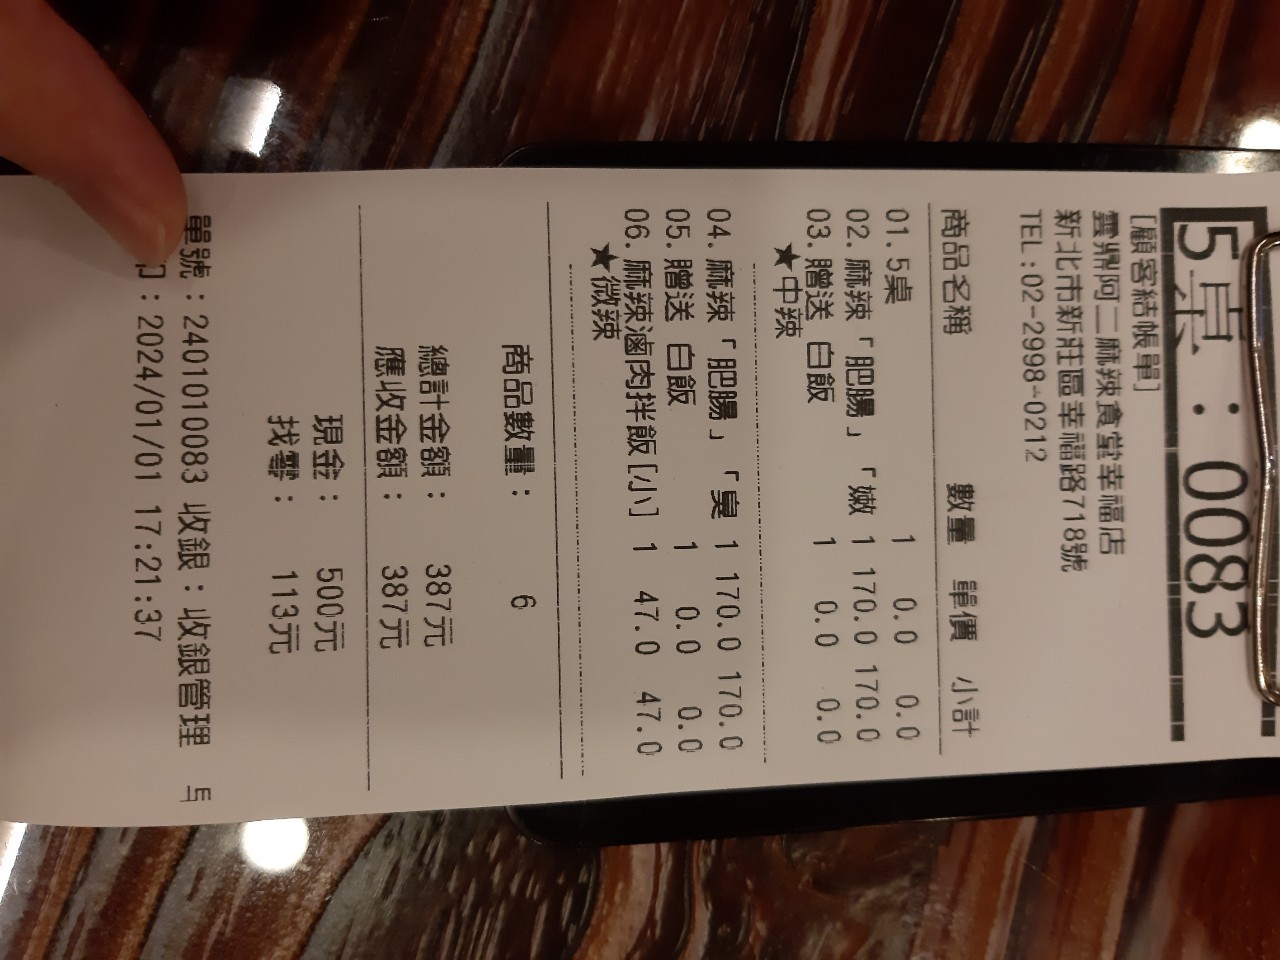 5桌:0083
[顧客結帳單]
雲鼎阿二麻辣食堂幸福店
新北市新莊區幸福路718號
TEL:02-2998-0212
商品名稱 數量 單價 小計
01.5桌 1 0.0 0.0
02.麻辣「肥腸」「嫩 1 170.0 170.0
03.贈送 白飯 1 0.0 0.0
★中辣
04.麻辣「肥腸」「臭 1 170.0 170.0
05.贈送 白飯 1 0.0 0.0
06.麻辣滷肉拌飯[小] 1 47.0 47.0
★微辣
商品數量: 6
總計金額: 387元
應收金額: 387元
現金: 500元
找零: 113元
單號:2401010083 收銀:收銀管理
:2024/01/01 17:21:37